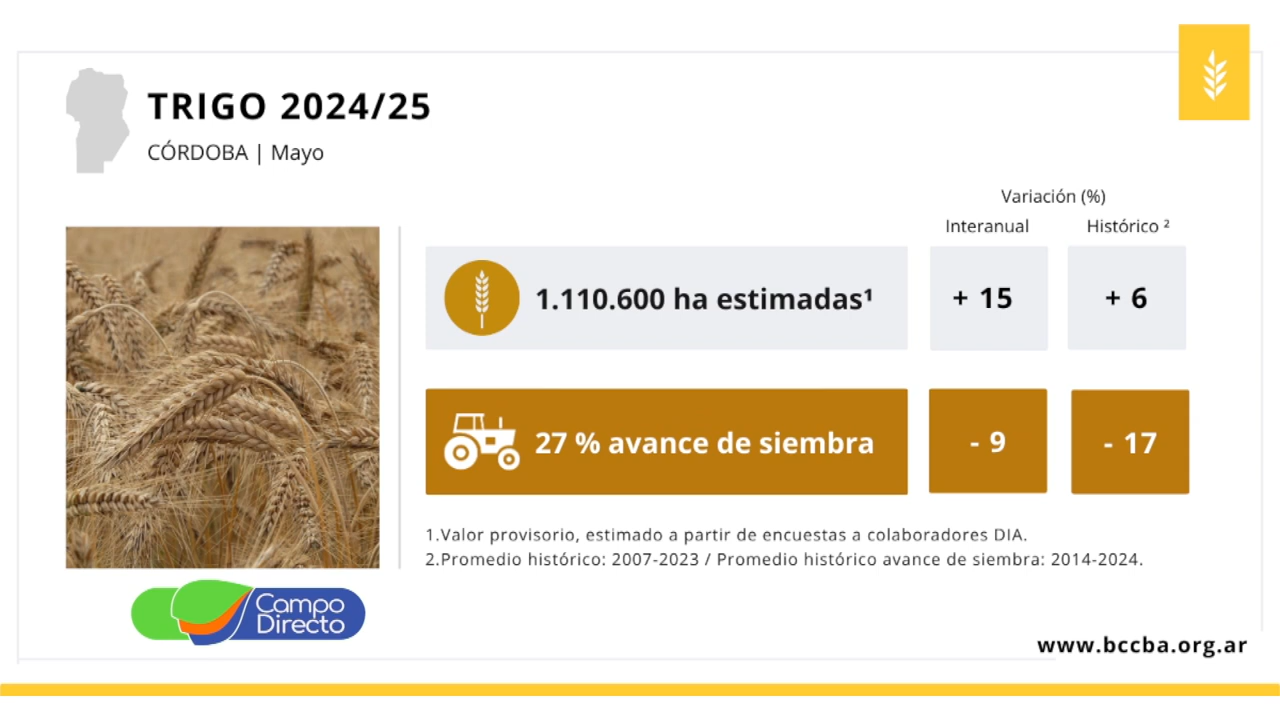 TRIGO 2024/25
CÓRDOBA | Mayo
Variación (%)
Interanual
Histórico ²
1.110.600 ha estimadas¹
+ 15
+ 6
27 % avance de siembra
- 9
- 17
1.Valor provisorio, estimado a partir de encuestas a colaboradores DIA.
2.Promedio histórico: 2007-2023 / Promedio histórico avance de siembra: 2014-2024.
Campo
Directo
www.bccba.org.ar